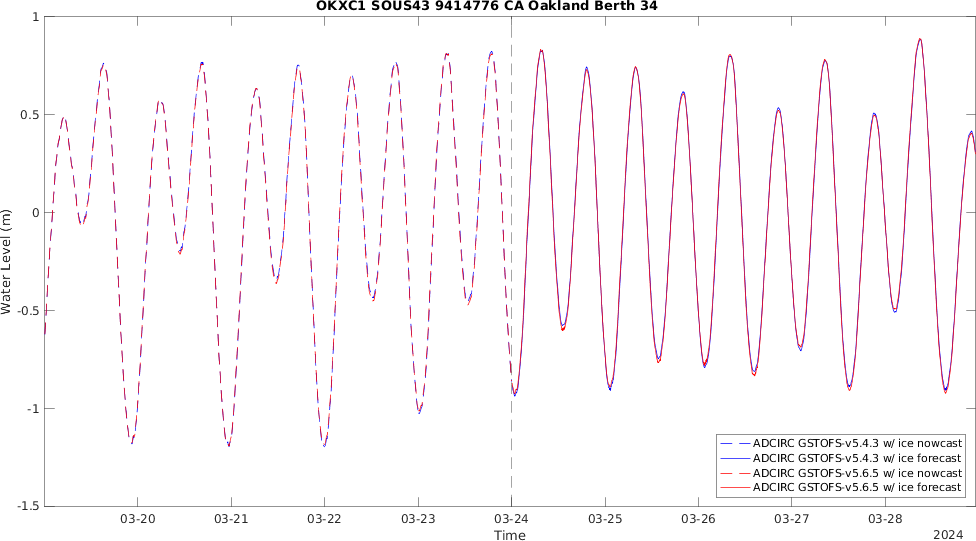 OKXC1 SOUS43 9414776 CA Oakland Berth 34
Water Level (m)
1
0.5
0
-0.5
-1
-1.5
03-20 03-21 03-22 03-23 03-24 03-25 03-26 03-27 03-28
Time
2024
ADCIRC GSTOFS-v5.4.3 w/ ice nowcast
ADCIRC GSTOFS-v5.4.3 w/ ice forecast
ADCIRC GSTOFS-v5.6.5 w/ ice nowcast
ADCIRC GSTOFS-v5.6.5 w/ ice forecast